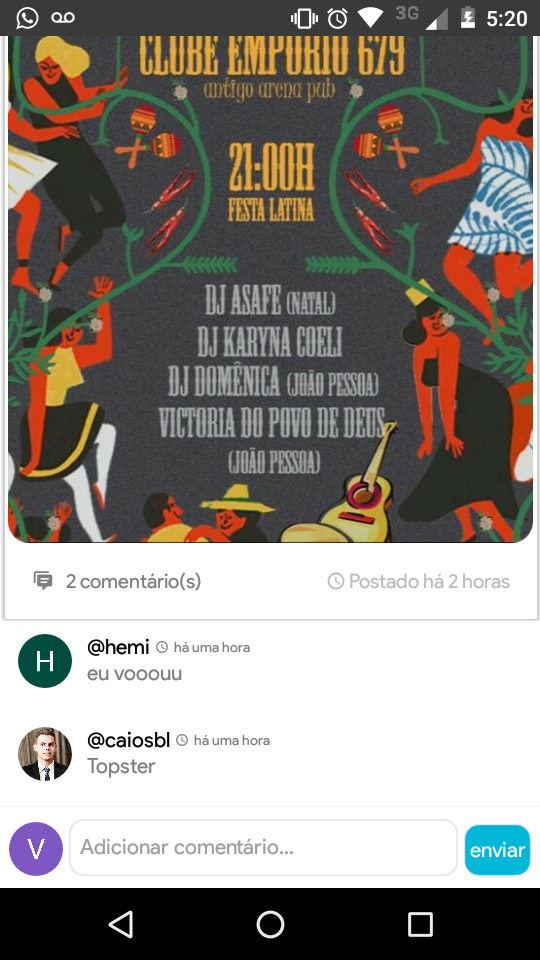 3G 5:20
CLUBE EMPORIO 679
antigo arena pub
21:00H
FESTA LATINA
DJ ASAFE (NATAL)
DJ KARYNA COELI
DJ DOMÊNICA (JOÃO PESSOA)
VICTORIA DO POVO DE DEUS
(JOÃO PESSOA)
2 comentário(s) Postado há 2 horas
H @hemi há uma hora
eu vooouu
@caiosbl há uma hora
Topster
V Adicionar comentário... enviar